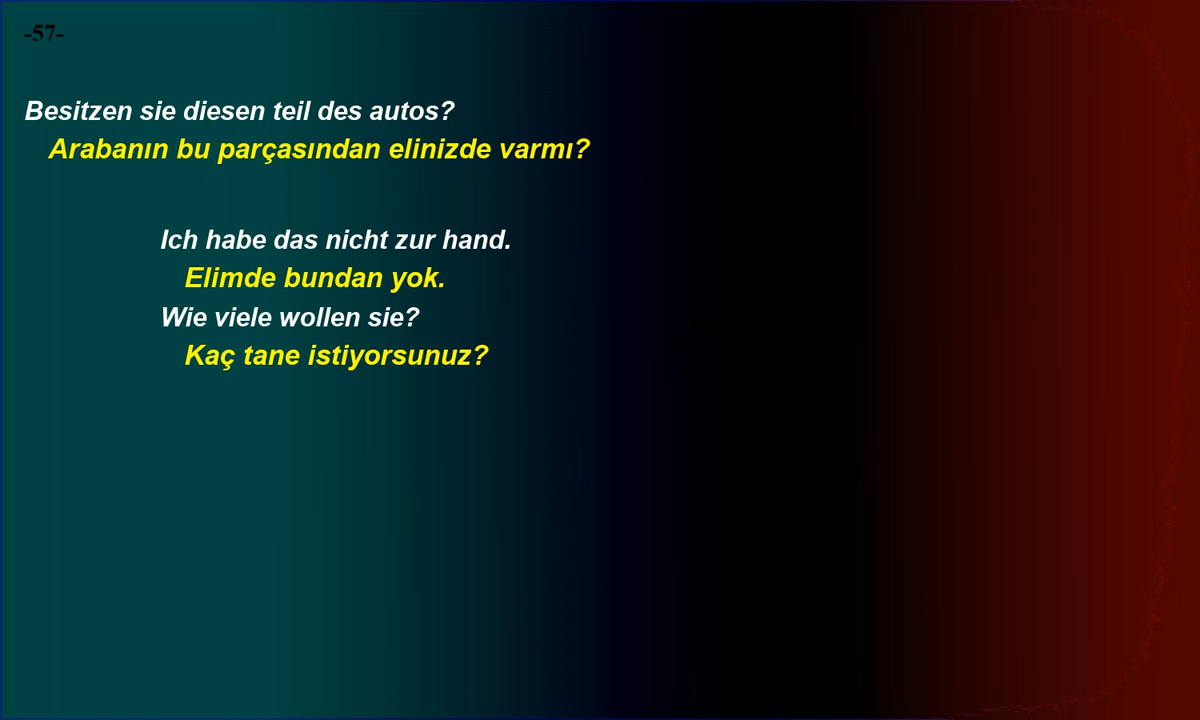 -57-
Besitzen sie diesen teil des autos?
Arabanın bu parçasından elinizde varmı?
Ich habe das nicht zur hand.
Elimde bundan yok.
Wie viele wollen sie?
Kaç tane istiyorsunuz?